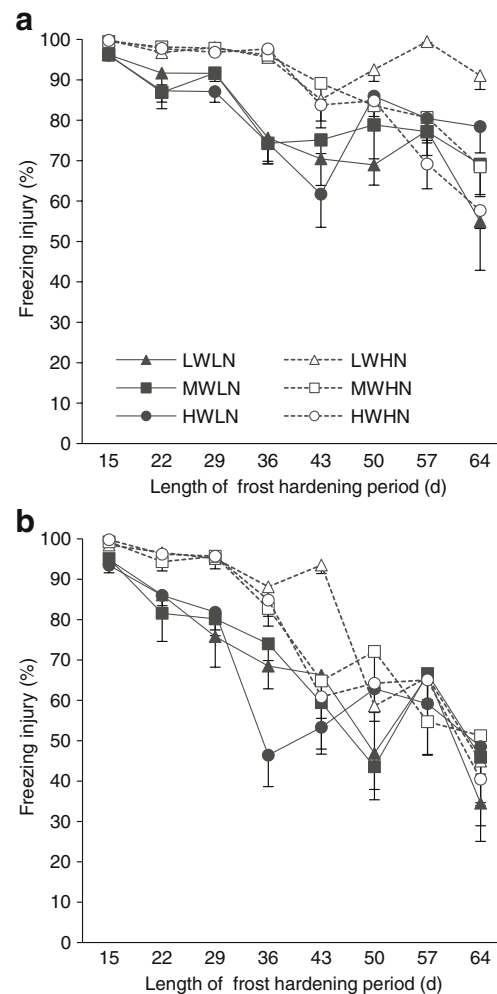 a
Freezing injury (%)
100
90
80
70
60
50
40
30
20
10
0
LWLN LWHN
MWLN MWHN
HWLN HWHN
15 22 29 36 43 50 57 64
Length of frost hardening period (d)
b
Freezing injury (%)
100
90
80
70
60
50
40
30
20
10
0
15 22 29 36 43 50 57 64
Length of frost hardening period (d)